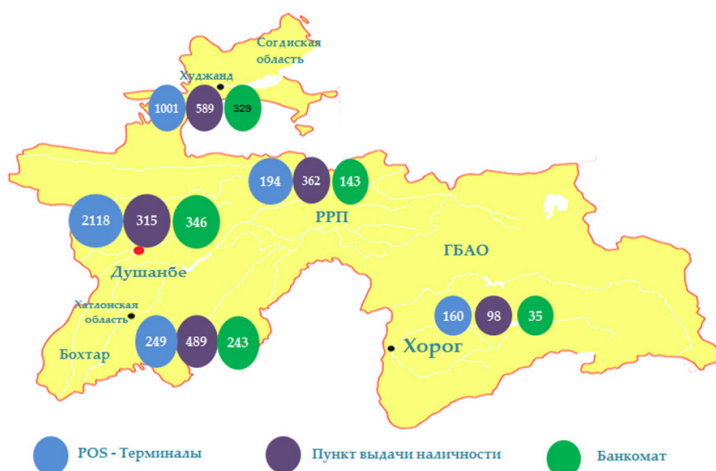 Согдиская
область
Худжанд
1001 589 329
194 362 143
РРП
2118 315 346
ГБАО
Душанбе
Хатлонская
область
160 98 35
Бохтар
249 489 243
Хорог
POS - Терминалы Пункт выдачи наличности Банкомат